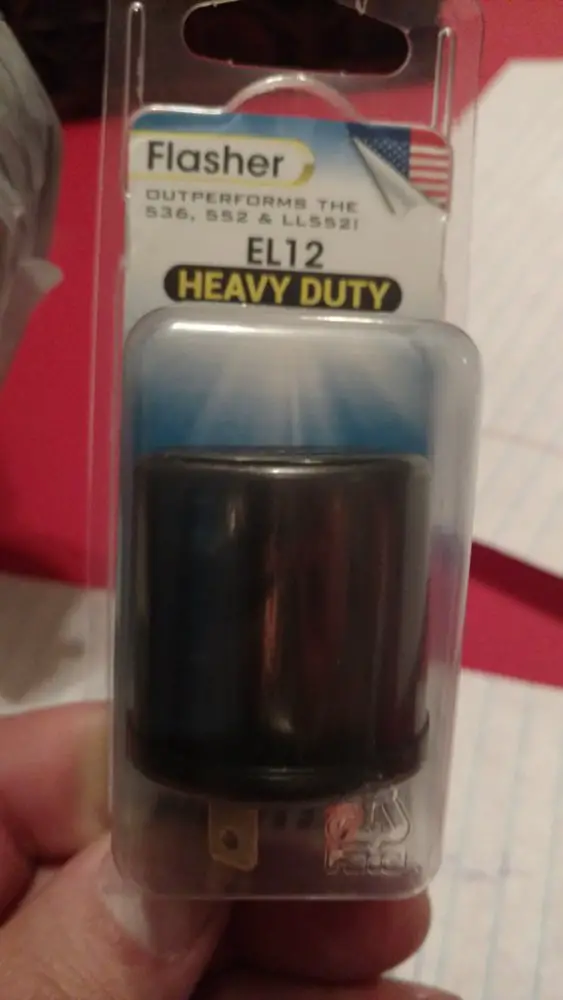 Flasher
OUTPERFORMS THE
536, 552 & LL552!
EL12
HEAVY DUTY